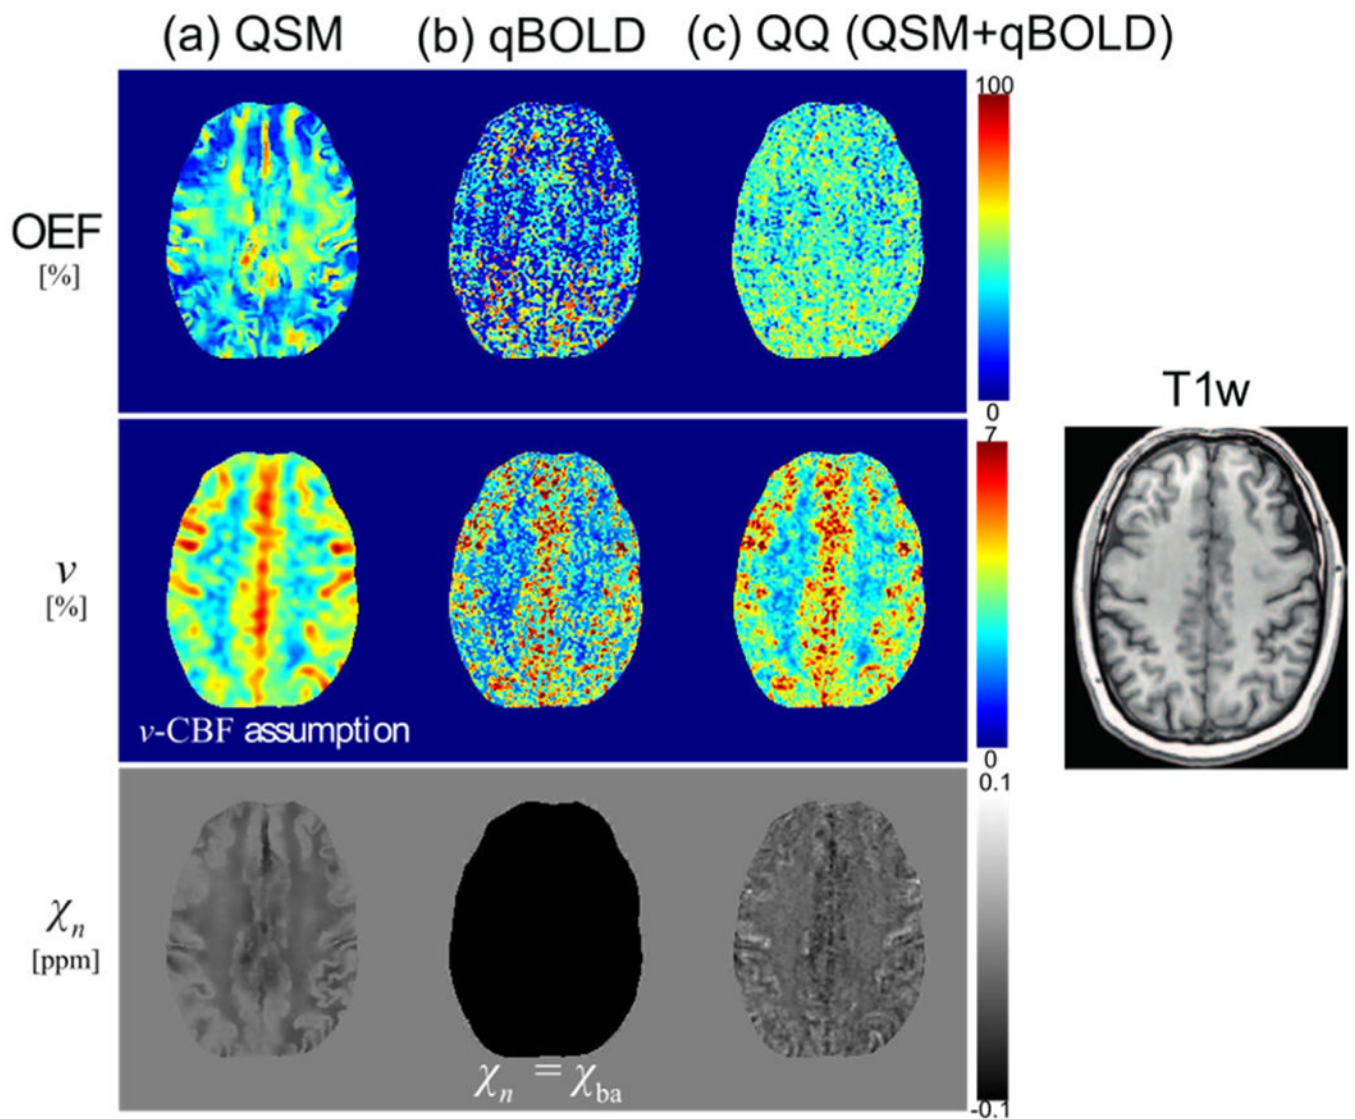 (a) QSM (b) qBOLD (c) QQ (QSM+qBOLD)
100
OEF
[%]
0
T1w
7
v
[%]
v-CBF assumption
0
0.1
χn
[ppm]
χn = χba
-0.1